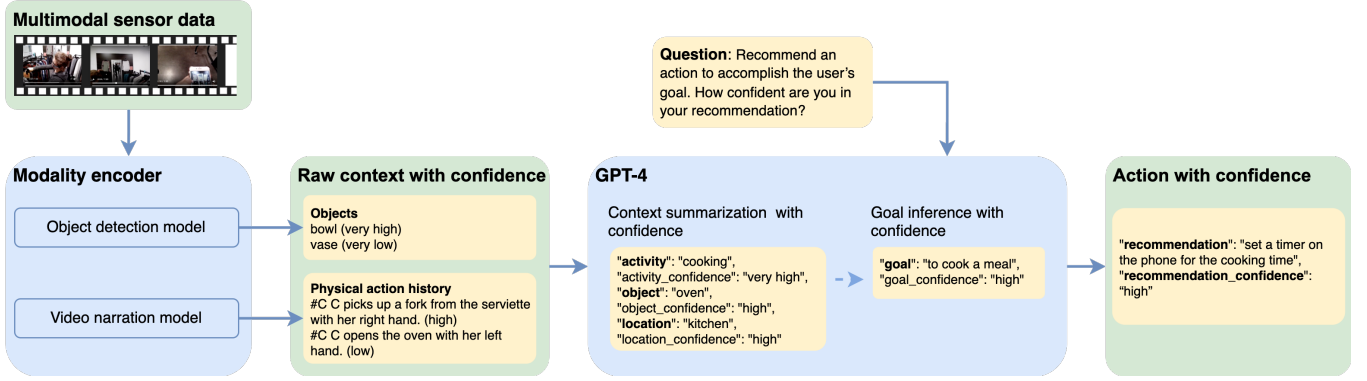 Multimodal sensor data
Question: Recommend an
action to accomplish the user's
goal. How confident are you in
your recommendation?
Modality encoder
Object detection model
Video narration model
Raw context with confidence
Objects
bowl (very high)
vase (very low)
Physical action history
#C C picks up a fork from the serviette
with her right hand. (high)
#C C opens the oven with her left
hand. (low)
GPT-4
Context summarization with
confidence
"activity": "cooking",
"activity_confidence": "very high",
"object": "oven",
"object_confidence": "high",
"location": "kitchen",
"location_confidence": "high"
Goal inference with
confidence
"goal": "to cook a meal",
"goal_confidence": "high"
Action with confidence
"recommendation": "set a timer on
the phone for the cooking time",
"recommendation_confidence":
"high"